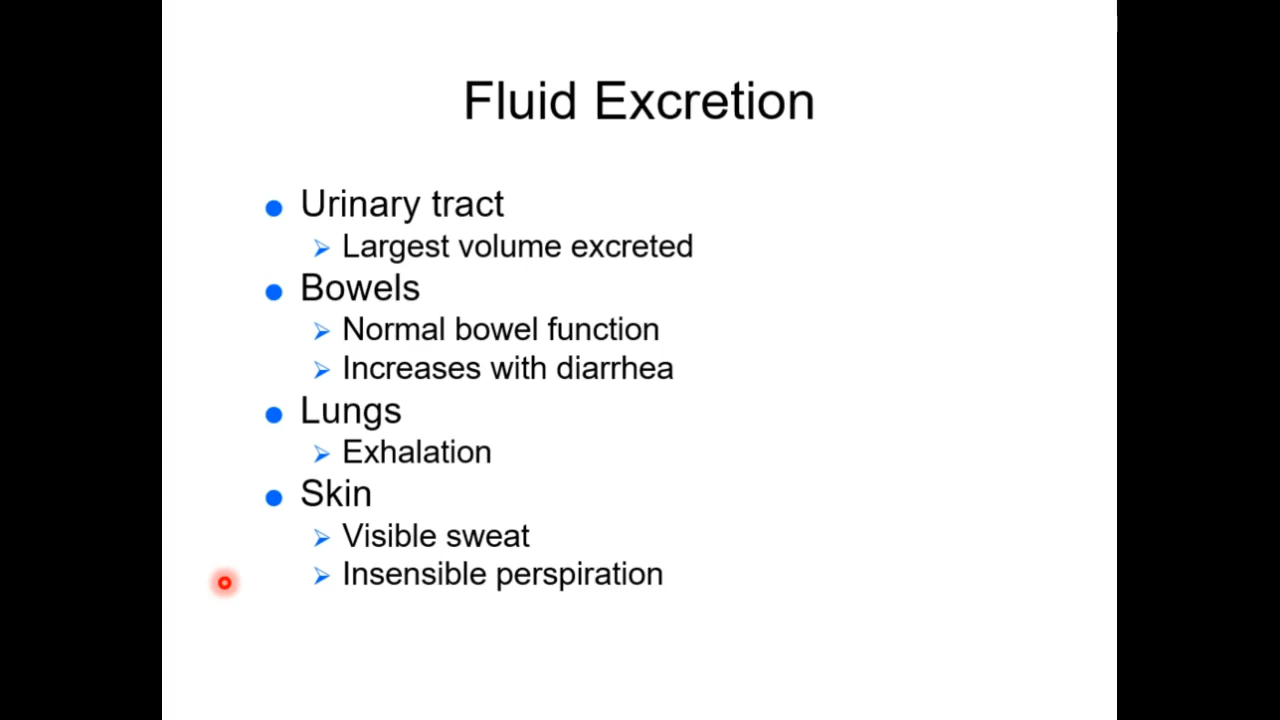 Fluid Excretion
Urinary tract
Largest volume excreted
Bowels
Normal bowel function
Increases with diarrhea
Lungs
Exhalation
Skin
Visible sweat
Insensible perspiration